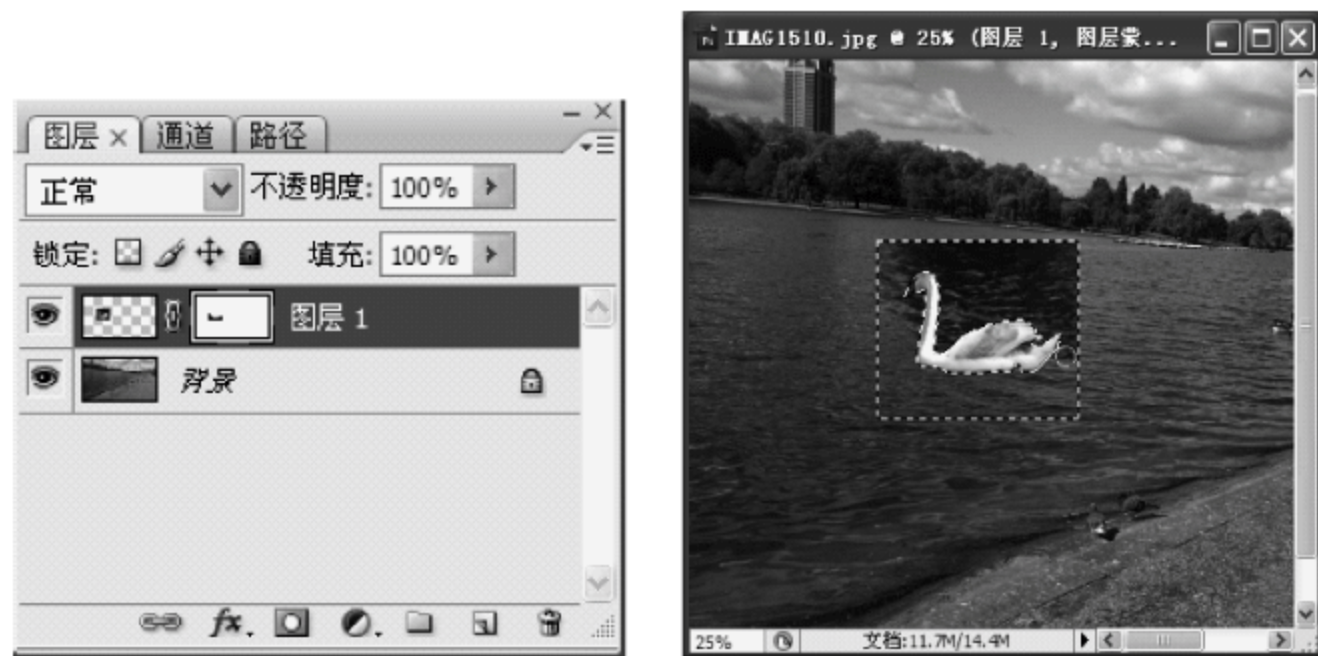 图层 通道 路径
正常 不透明度: 100%
锁定: 填充: 100%
图层 1
背景
fx.
IMAG1510.jpg @ 25% (图层 1, 图层蒙...
25% 文档:11.7M/14.4M